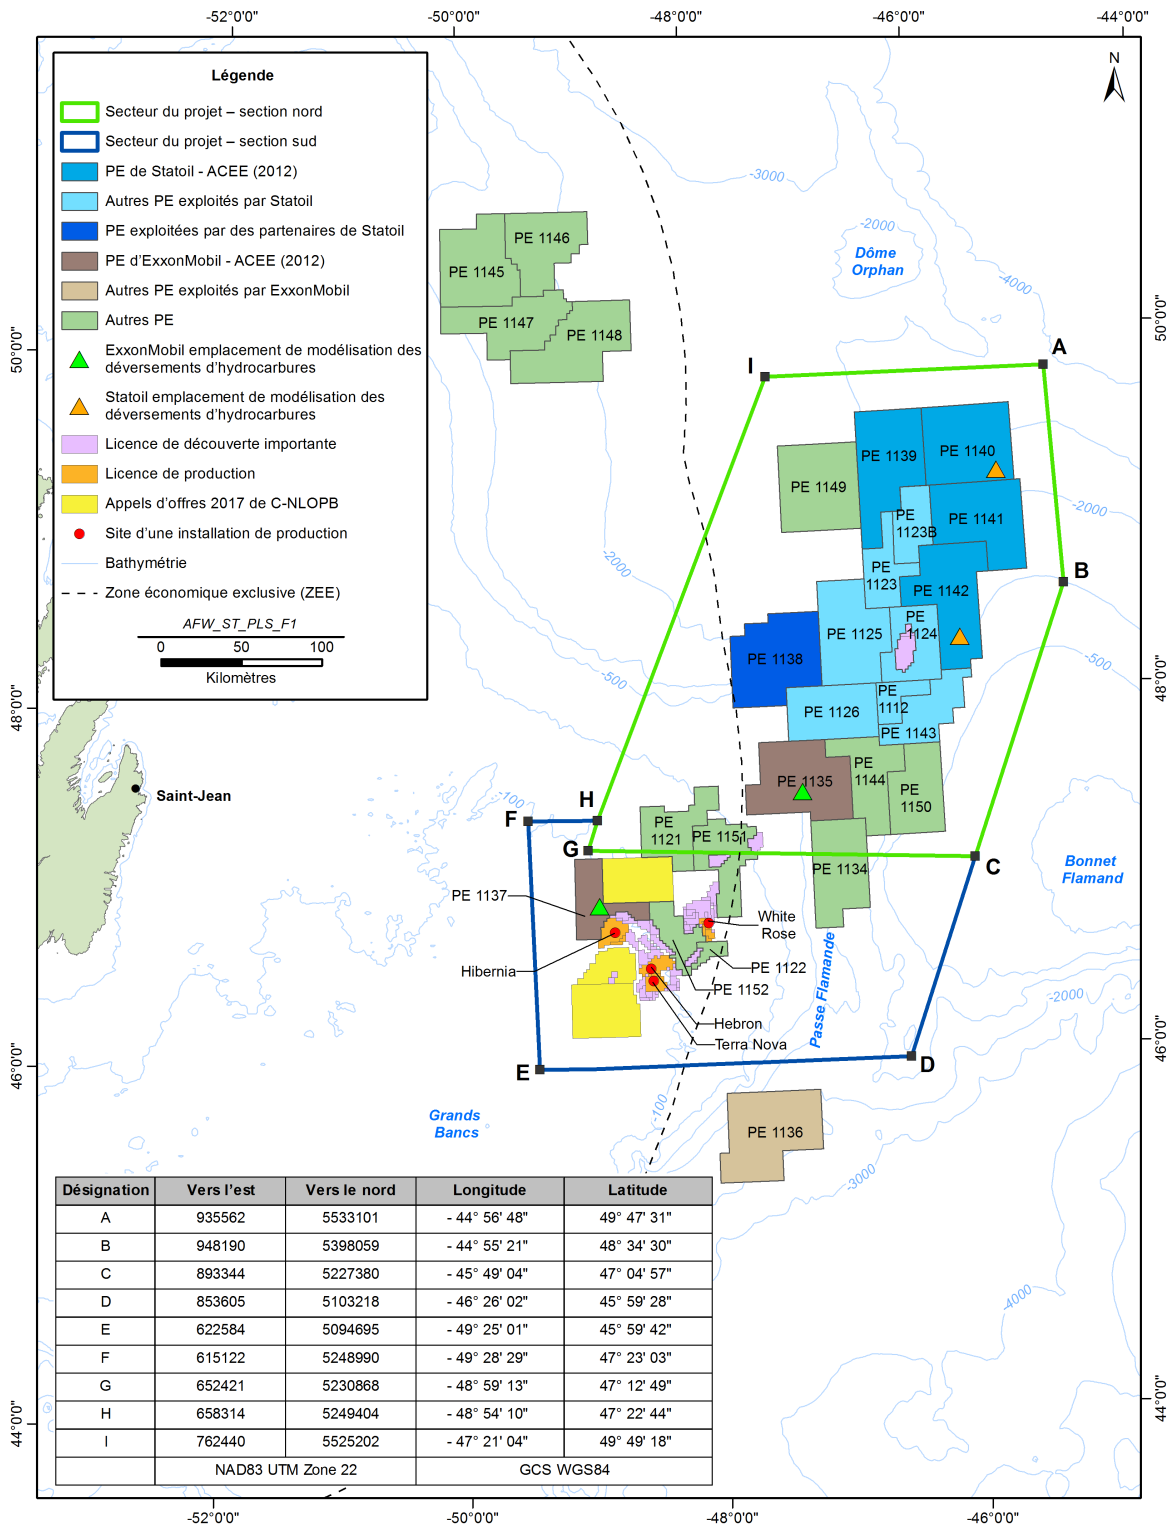 -52°0'0"
-50°0'0"
-48°0'0"
-46°0'0"
-44°0'0"
Légende
Secteur du projet – section nord
Secteur du projet – section sud
PE de Statoil - ACEE (2012)
Autres PE exploités par Statoil
PE exploitées par des partenaires de Statoil
PE d'ExxonMobil - ACEE (2012)
Autres PE exploités par ExxonMobil
Autres PE
ExxonMobil emplacement de modélisation des
déversements d'hydrocarbures
Statoil emplacement de modélisation des
déversements d'hydrocarbures
Licence de découverte importante
Licence de production
Appels d'offres 2017 de C-NLOPB
Site d'une installation de production
Bathymétrie
Zone économique exclusive (ZEE)
AFW_ST_PLS_F1
0 50 100
Kilomètres
N
50°0'0"
48°0'0"
46°0'0"
44°0'0"
50°0'0"
48°0'0"
46°0'0"
44°0'0"
-3000
-2000
Dôme
Orphan
-4000
PE 1146
PE 1145
PE 1147
PE 1148
I
A
PE 1139
PE 1140
PE 1149
PE
1123B
PE 1141
-2000
-2000
PE
1123
PE 1142
B
PE
1124
PE 1125
PE 1138
-500
-500
PE 1126
PE
1112
PE 1143
PE 1135
PE
1144
PE
1150
Saint-Jean
-100
F
H
G
PE
1121
PE 1151
PE 1134
C
Bonnet
Flamand
PE 1137
White
Rose
Hibernia
PE 1122
PE 1152
Hebron
Terra Nova
Passe Flamande
-2000
E
D
-100
Grands
Bancs
PE 1136
-3000
-4000
Désignation Vers l'est Vers le nord Longitude Latitude
A 935562 5533101 - 44° 56' 48" 49° 47' 31"
B 948190 5398059 - 44° 55' 21" 48° 34' 30"
C 893344 5227380 - 45° 49' 04" 47° 04' 57"
D 853605 5103218 - 46° 26' 02" 45° 59' 28"
E 622584 5094695 - 49° 25' 01" 45° 59' 42"
F 615122 5248990 - 49° 28' 29" 47° 23' 03"
G 652421 5230868 - 48° 59' 13" 47° 12' 49"
H 658314 5249404 - 48° 54' 10" 47° 22' 44"
I 762440 5525202 - 47° 21' 04" 49° 49' 18"
NAD83 UTM Zone 22 GCS WGS84
-52°0'0"
-50°0'0"
-48°0'0"
-46°0'0"